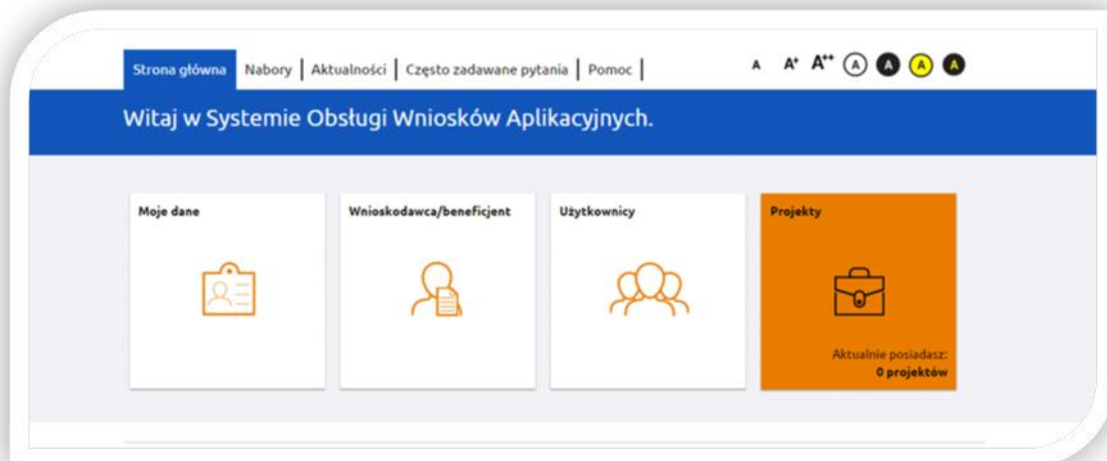 Strona główna | Nabory | Aktualności | Często zadawane pytania | Pomoc | A A+ A++ A A A A
Witaj w Systemie Obsługi Wniosków Aplikacyjnych.
Moje dane
Wnioskodawca/beneficjent
Użytkownicy
Projekty
Aktualnie posiadasz:
0 projektów